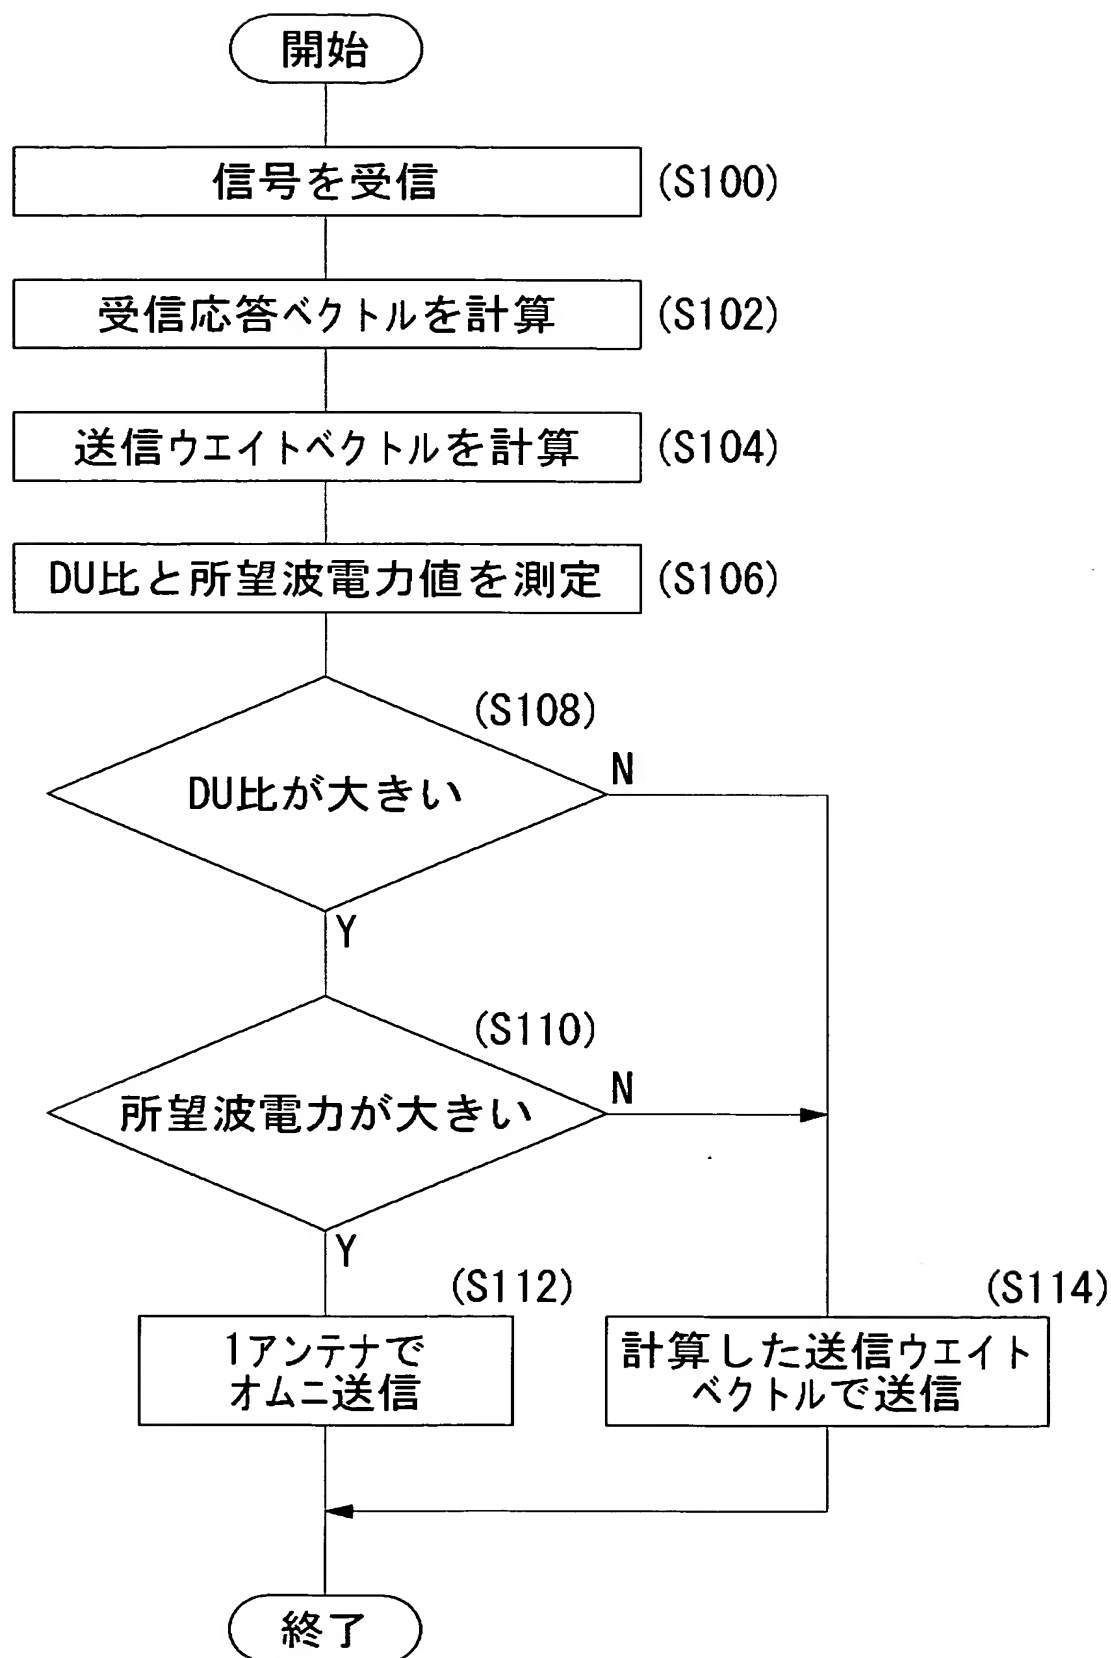 開始
信号を受信 (S100)
受信応答ベクトルを計算 (S102)
送信ウエイトベクトルを計算 (S104)
DU比と所望波電力値を測定 (S106)
(S108)
DU比が大きい
N
Y
(S110)
所望波電力が大きい
N
Y
(S112)
1アンテナで
オムニ送信
(S114)
計算した送信ウエイト
ベクトルで送信
終了